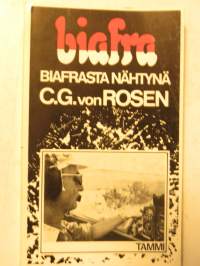 biafra
BIAFRASTA NÄHTYNÄ
C.G. von ROSEN
TAMMI